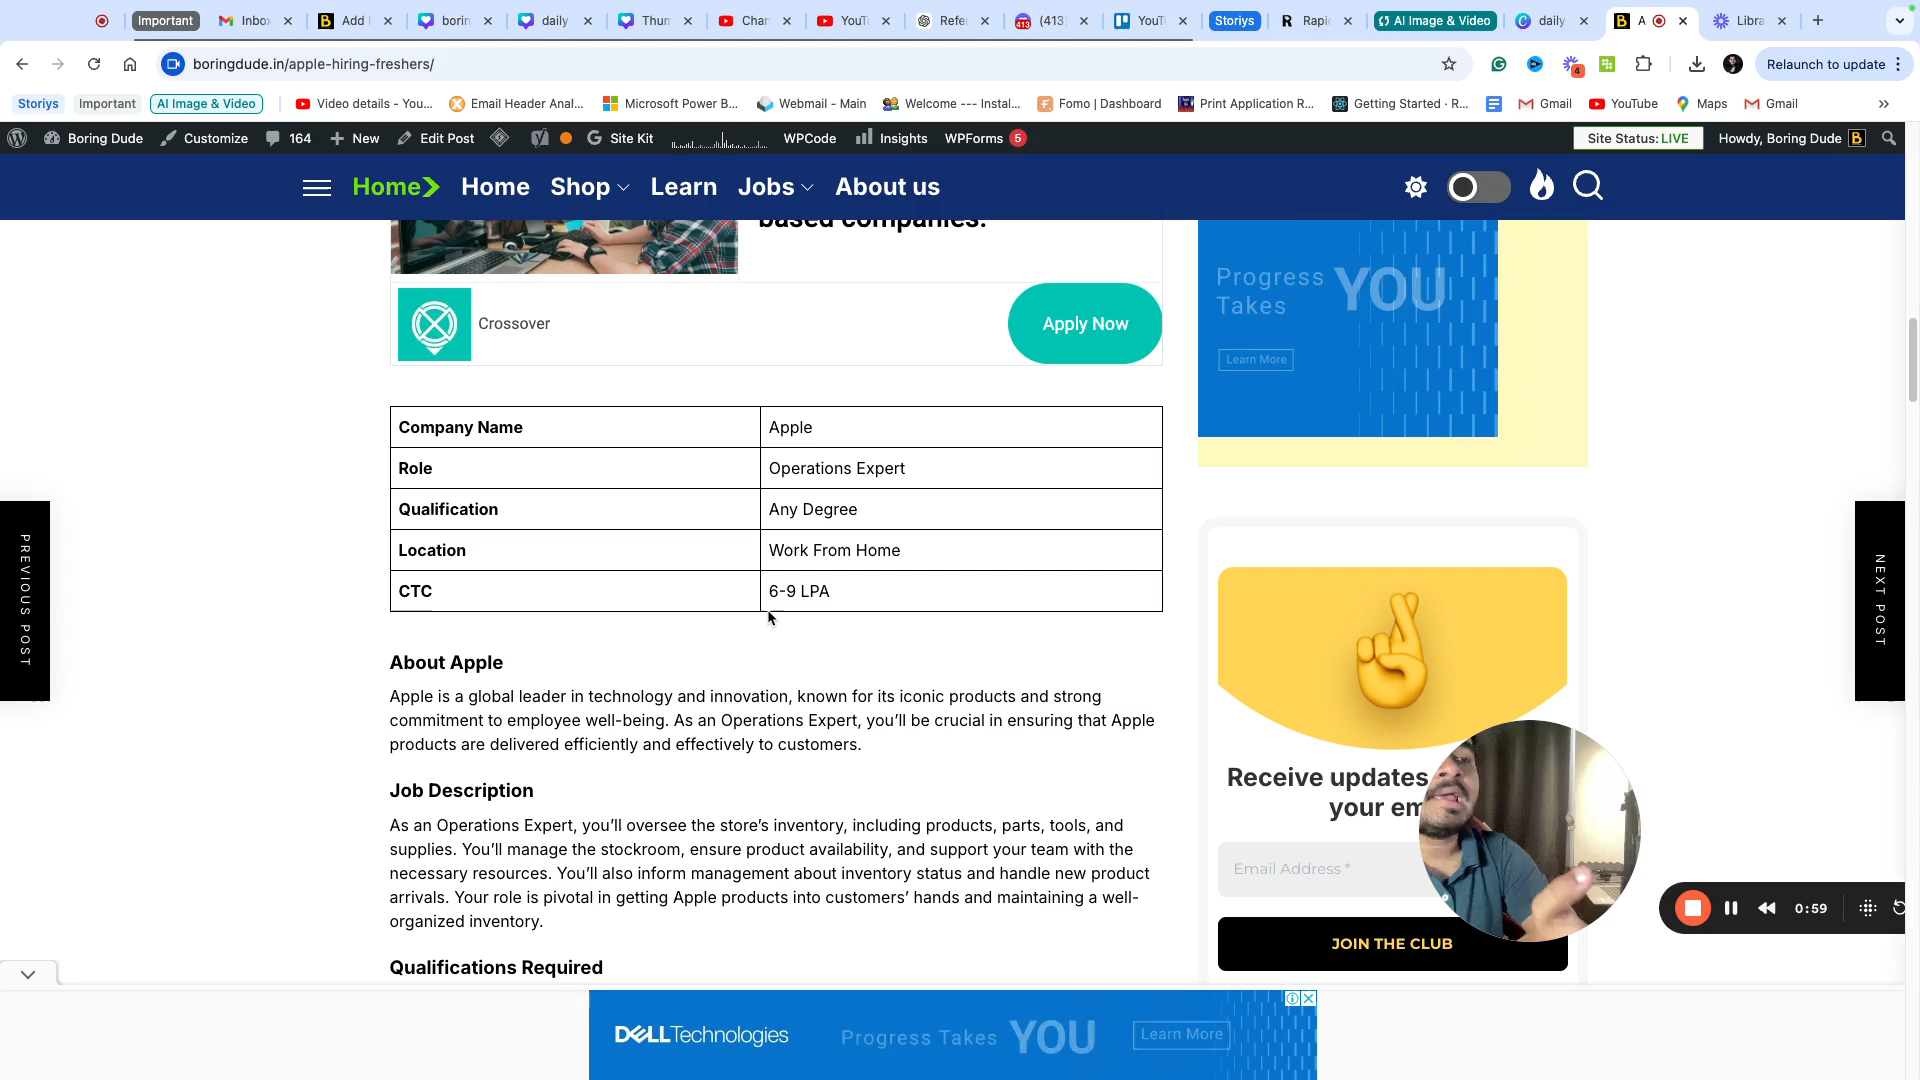 Important
Inbo
Add
borin
daily
Thun
Chan
YouT
Refe
(413
YouT
Storiys
Rapi
AI Image & Video
daily
A
Libra
boringdude.in/apple-hiring-freshers/
4
Relaunch to update
Storiys
Important
AI Image & Video
Video details - You...
Email Header Anal...
Microsoft Power B...
Webmail - Main
Welcome --- Instal...
Fomo | Dashboard
Print Application R...
Getting Started · R...
Gmail
YouTube
Maps
Gmail
Boring Dude
Customize
164
New
Edit Post
Site Kit
WPCode
Insights
WPForms 5
Site Status: LIVE
Howdy, Boring Dude
Home
Home
Shop
Learn
Jobs
About us
based companies.
Crossover
Apply Now
Progress
Takes YOU
Learn More
Company Name Apple
Role Operations Expert
Qualification Any Degree
Location Work From Home
CTC 6-9 LPA
PREVIOUS POST
NEXT POST
About Apple
Apple is a global leader in technology and innovation, known for its iconic products and strong
commitment to employee well-being. As an Operations Expert, you’ll be crucial in ensuring that Apple
products are delivered efficiently and effectively to customers.
Job Description
As an Operations Expert, you’ll oversee the store’s inventory, including products, parts, tools, and
supplies. You’ll manage the stockroom, ensure product availability, and support your team with the
necessary resources. You’ll also inform management about inventory status and handle new product
arrivals. Your role is pivotal in getting Apple products into customers’ hands and maintaining a well-
organized inventory.
Qualifications Required
Receive updates
your em
Email Address *
JOIN THE CLUB
0:59
DELL Technologies
Progress Takes YOU
Learn More